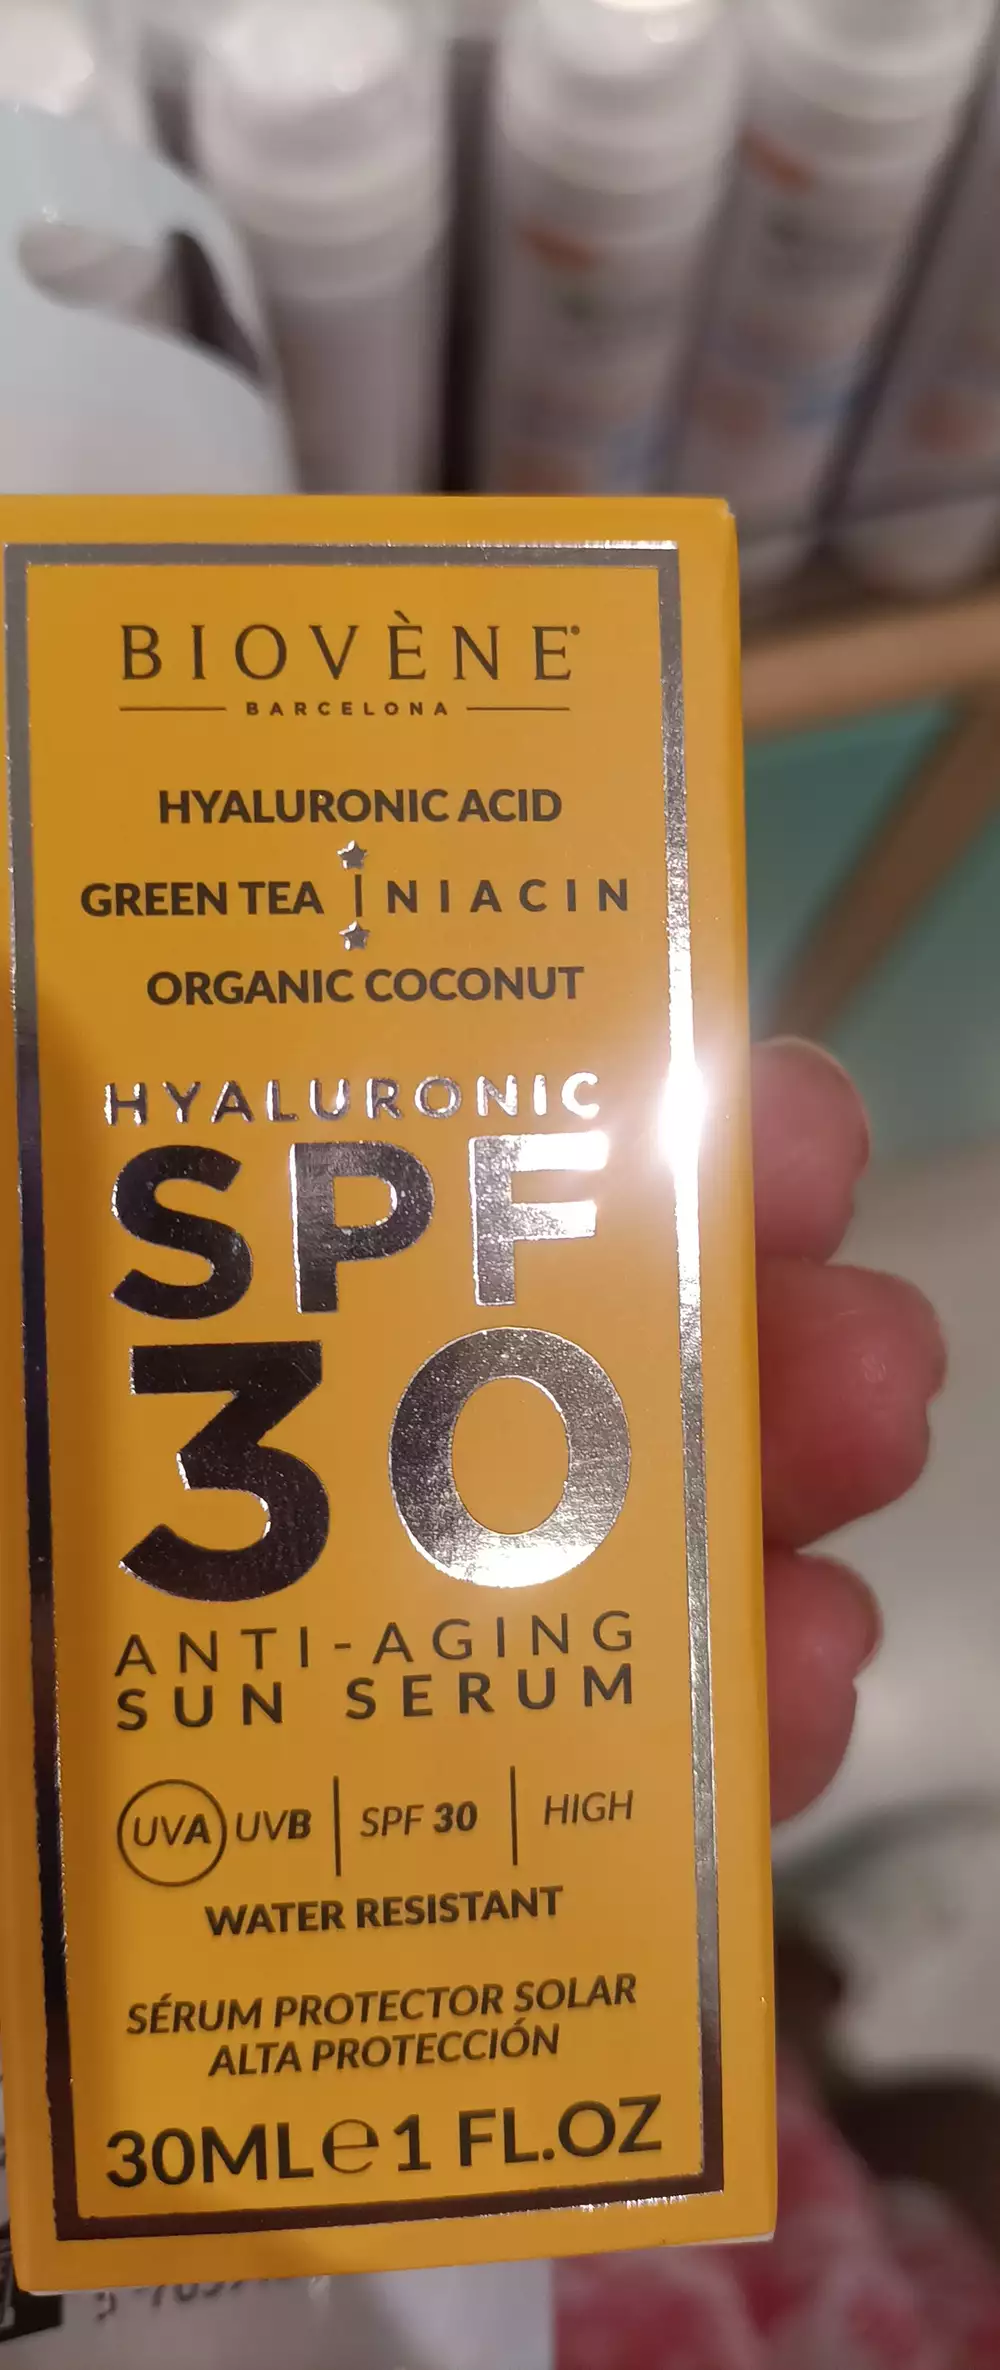 BIOVÈNE®
BARCELONA
HYALURONIC ACID
GREEN TEA | NIACIN
ORGANIC COCONUT
HYALURONIC
SPF
30
ANTI-AGING
SUN SERUM
UVA UVB | SPF 30 | HIGH
WATER RESISTANT
SÉRUM PROTECTOR SOLAR
ALTA PROTECCIÓN
30ML℮1 FL.OZ